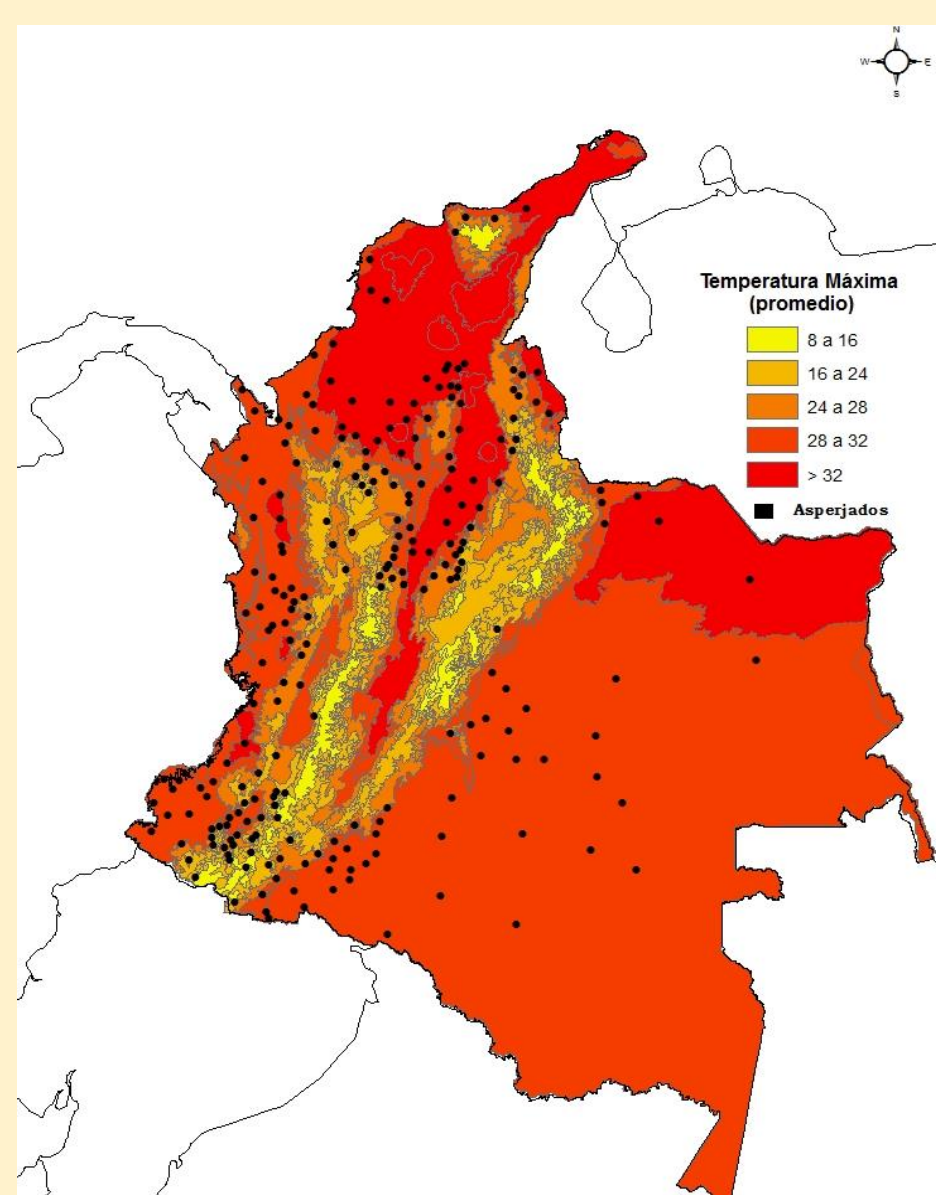 N
W E
S
Temperatura Máxima
(promedio)
8 a 16
16 a 24
24 a 28
28 a 32
> 32
Asperjados